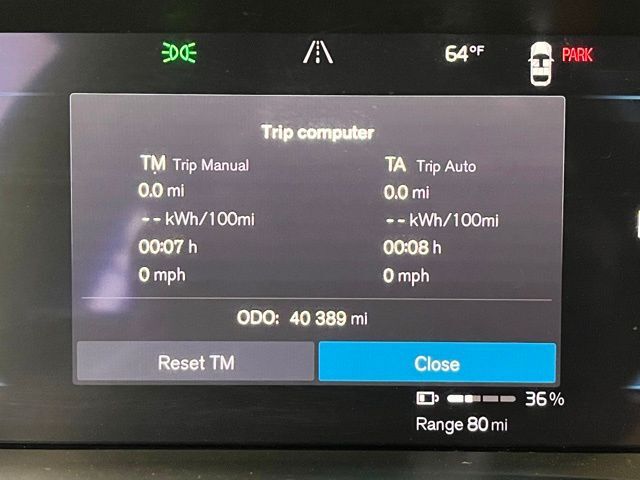 64°F PARK
Trip computer
TM Trip Manual TA Trip Auto
0.0 mi 0.0 mi
-- kWh/100mi -- kWh/100mi
00:07 h 00:08 h
0 mph 0 mph
ODO: 40 389 mi
Reset TM Close
36%
Range 80 mi